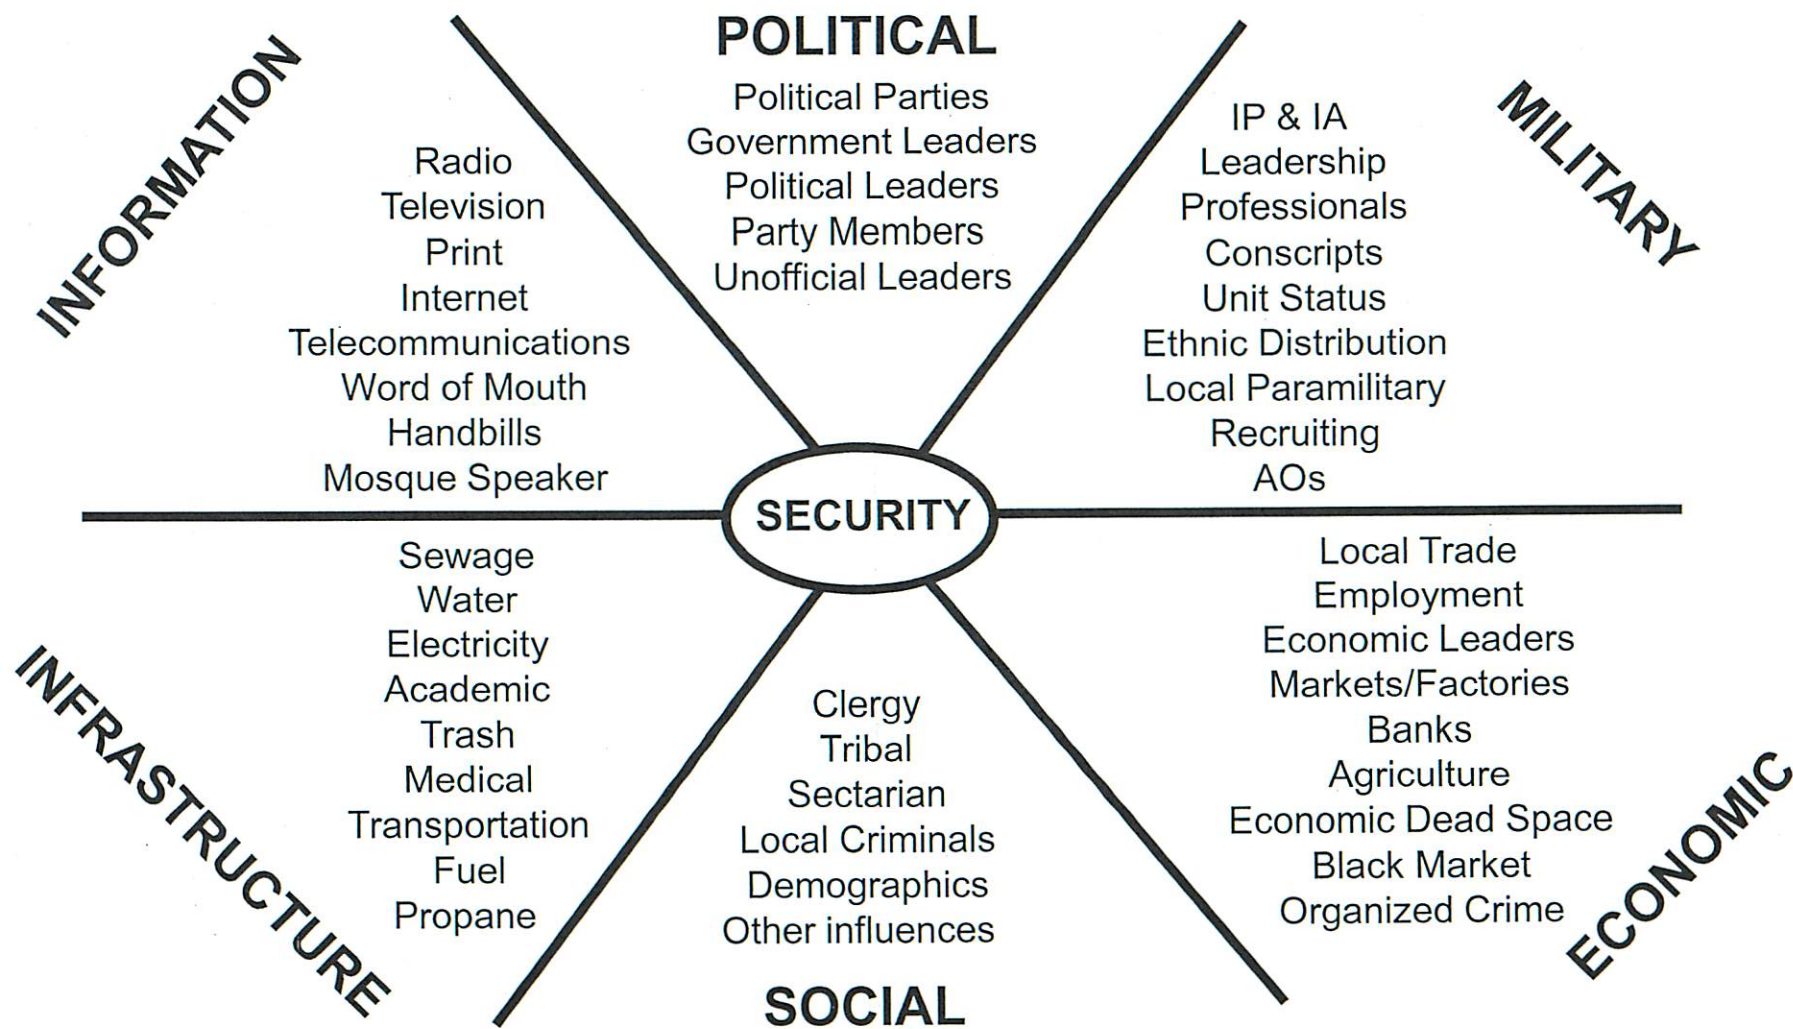 POLITICAL
Political Parties
Government Leaders
Political Leaders
Party Members
Unofficial Leaders
MILITARY
IP & IA
Leadership
Professionals
Conscripts
Unit Status
Ethnic Distribution
Local Paramilitary
Recruiting
AOs
INFORMATION
Radio
Television
Print
Internet
Telecommunications
Word of Mouth
Handbills
Mosque Speaker
SECURITY
INFRASTRUCTURE
Sewage
Water
Electricity
Academic
Trash
Medical
Transportation
Fuel
Propane
Clergy
Tribal
Sectarian
Local Criminals
Demographics
Other influences
SOCIAL
Local Trade
Employment
Economic Leaders
Markets/Factories
Banks
Agriculture
Economic Dead Space
Black Market
Organized Crime
ECONOMIC